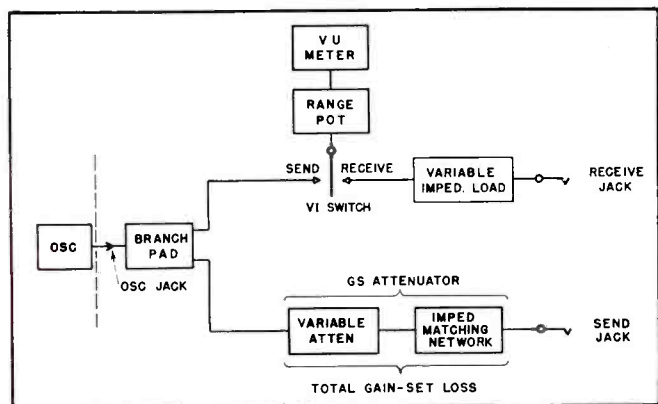 VU
METER
RANGE
POT
SEND
RECEIVE
VI SWITCH
VARIABLE
IMPED. LOAD
RECEIVE
JACK
OSC
BRANCH
PAD
OSC JACK
GS ATTENUATOR
VARIABLE
ATTEN
IMPED
MATCHING
NETWORK
SEND
JACK
TOTAL GAIN-SET LOSS